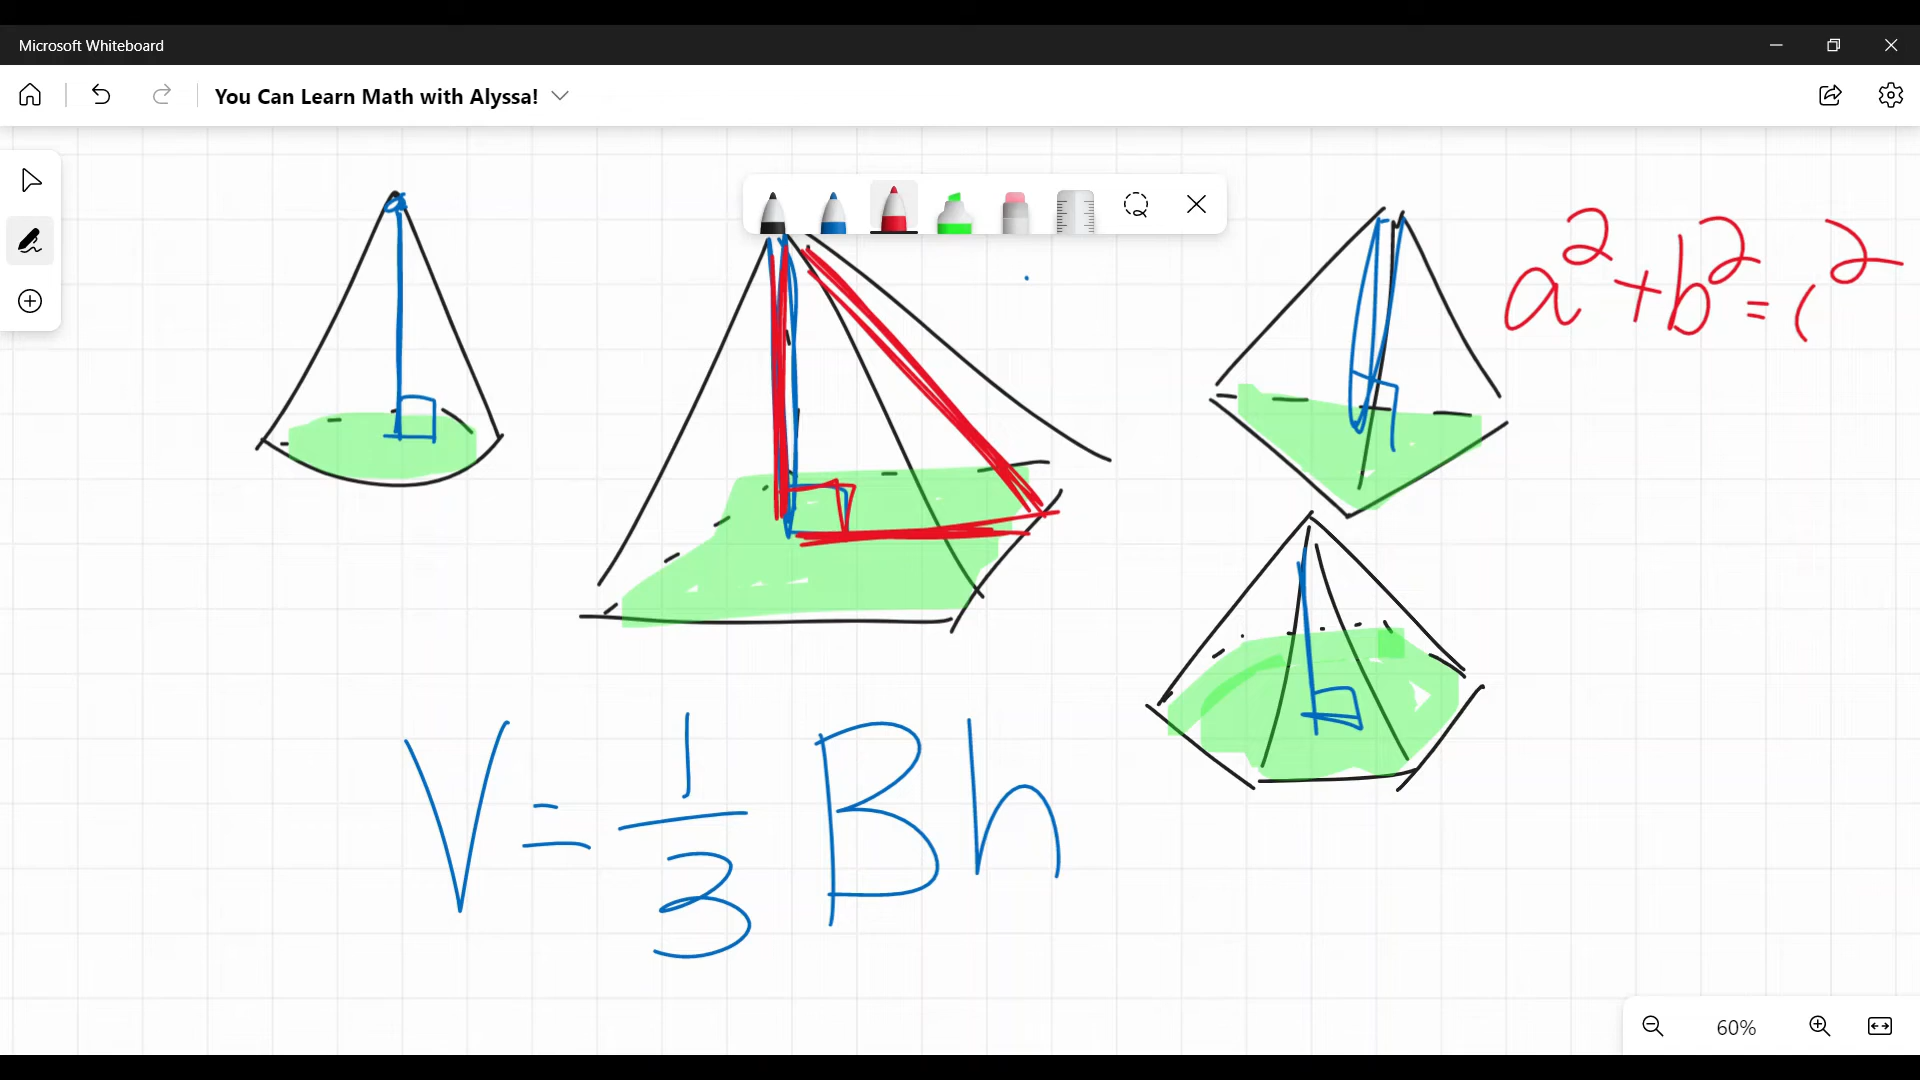 Microsoft Whiteboard
You Can Learn Math with Alyssa!
a² + b² = c²
V = 1/3 Bh
60%